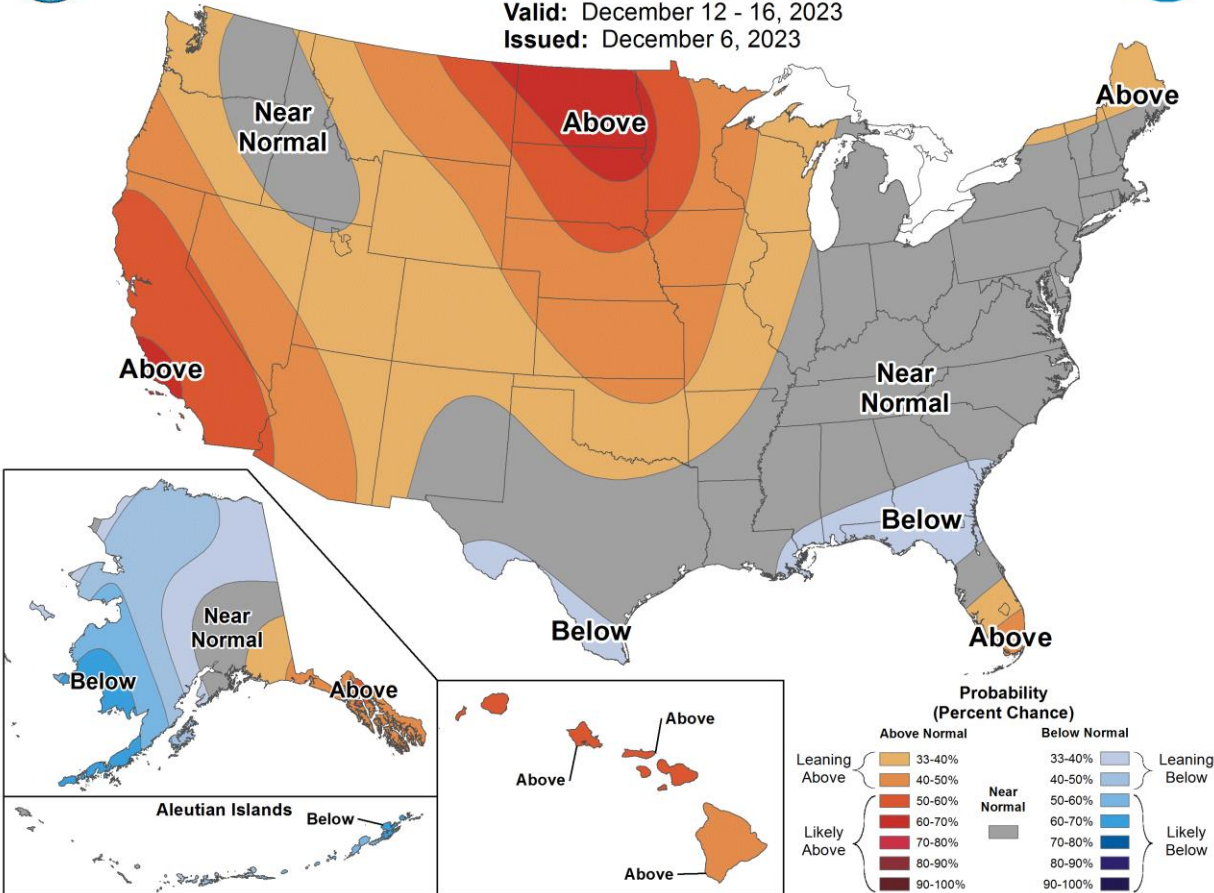 Valid: December 12 - 16, 2023
Issued: December 6, 2023
Near
Normal
Above
Above
Above
Near
Normal
Below
Below
Above
Near
Normal
Below
Above
Aleutian Islands
Below
Above
Above
Above
Probability
(Percent Chance)
Above Normal
Below Normal
Leaning
Above
33-40%
40-50%
Likely
Above
50-60%
60-70%
70-80%
80-90%
90-100%
Near
Normal
33-40%
40-50%
Leaning
Below
50-60%
60-70%
70-80%
80-90%
90-100%
Likely
Below